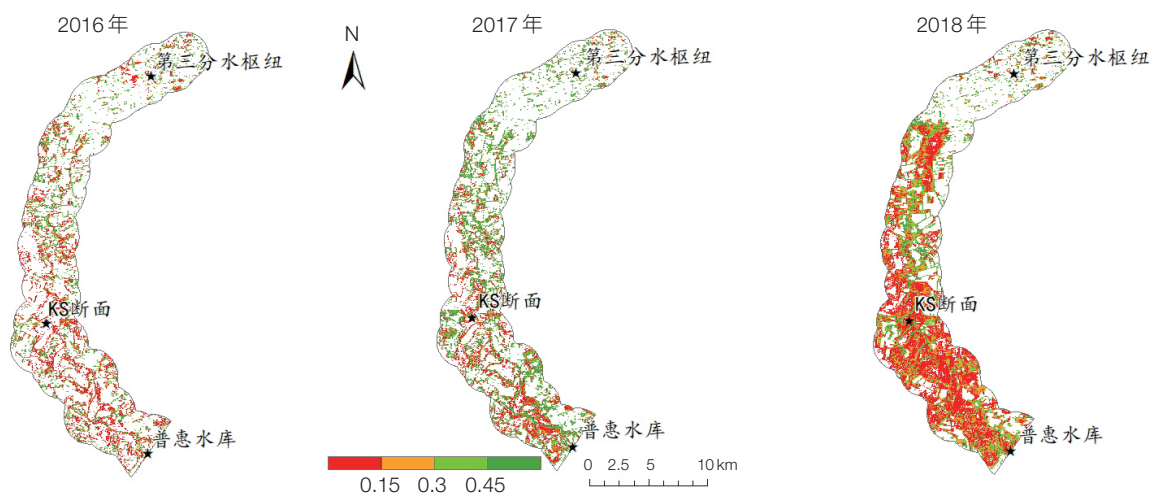 2016年
2017年
2018年
N
第三分水枢纽
第三分水枢纽
第三分水枢纽
KS断面
KS断面
KS断面
普惠水库
普惠水库
普惠水库
0.15 0.3 0.45
0 2.5 5 10 km